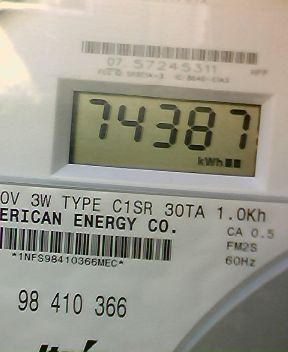 07 57245311
74387
kWh
0V 3W TYPE C1SR 30TA 1.0Kh
ERICAN ENERGY CO.
CA 0.5
FM2S
*1NFS98410366MEC*
60Hz
98 410 366